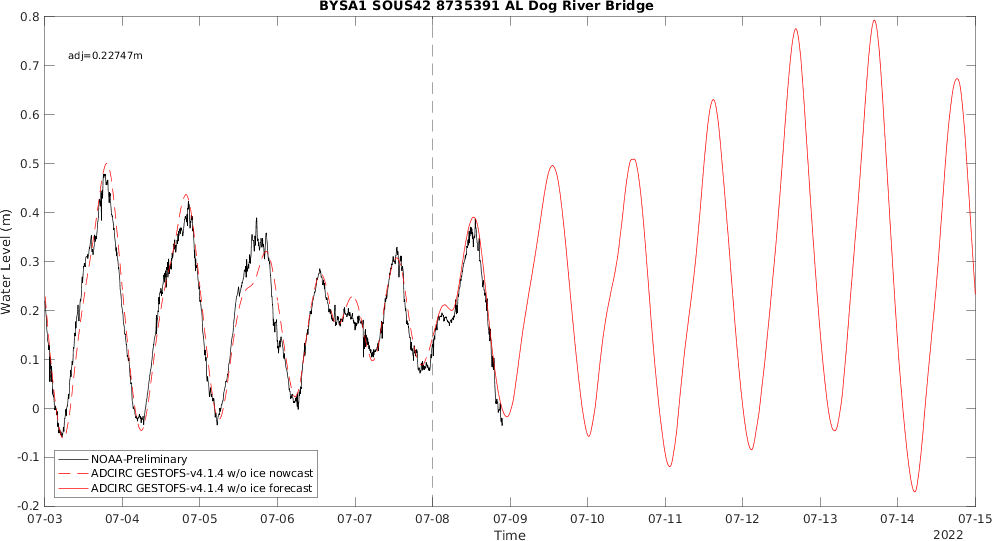 BYSA1 SOUS42 8735391 AL Dog River Bridge
adj=0.22747m
Water Level (m)
0.8
0.7
0.6
0.5
0.4
0.3
0.2
0.1
0
-0.1
-0.2
NOAA-Preliminary
ADCIRC GESTOFS-v4.1.4 w/o ice nowcast
ADCIRC GESTOFS-v4.1.4 w/o ice forecast
07-03 07-04 07-05 07-06 07-07 07-08 07-09 07-10 07-11 07-12 07-13 07-14 07-15
Time
2022